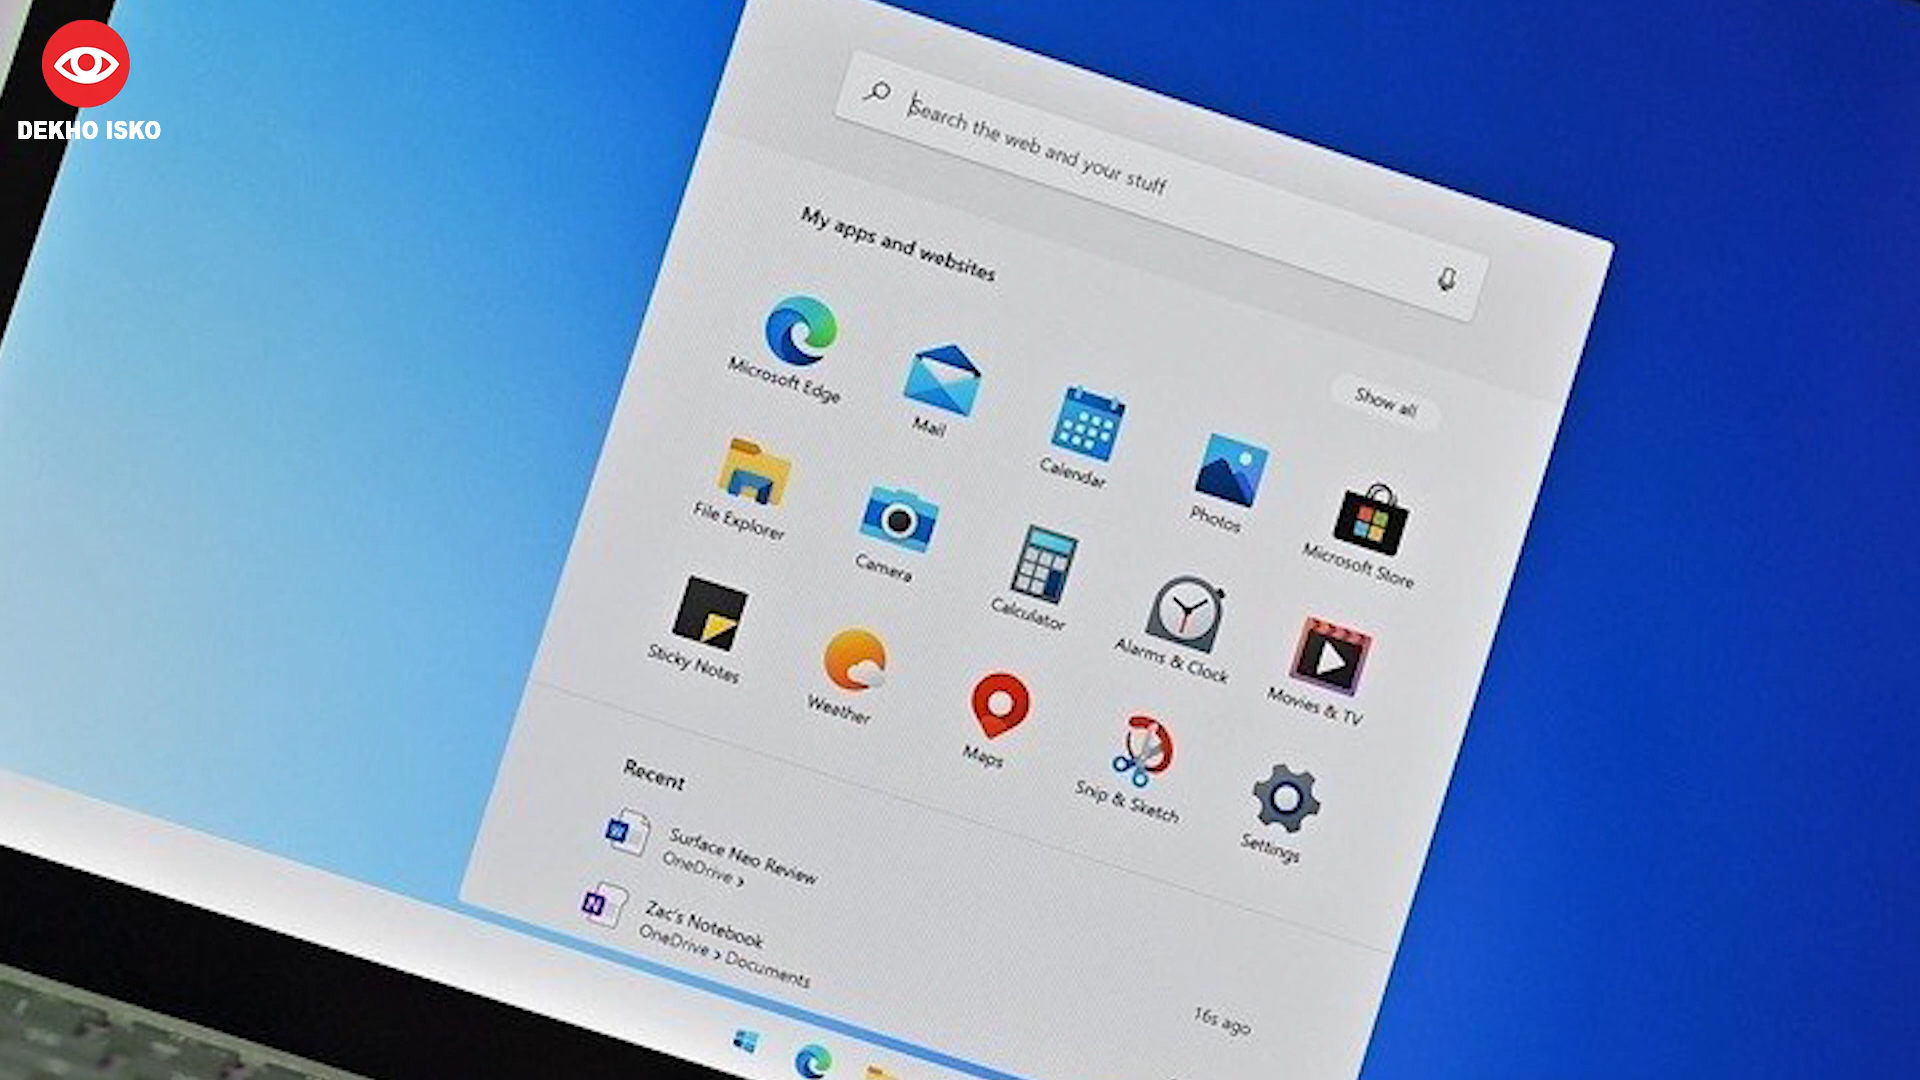 DEKHO ISKO
Search the web and your stuff
My apps and websites
Show all
Microsoft Edge
Mail
Calendar
Photos
Microsoft Store
File Explorer
Camera
Calculator
Alarms & Clock
Movies & TV
Sticky Notes
Weather
Maps
Snip & Sketch
Settings
Recent
Surface Neo Review
OneDrive >
Zac's Notebook
OneDrive > Documents
16s ago